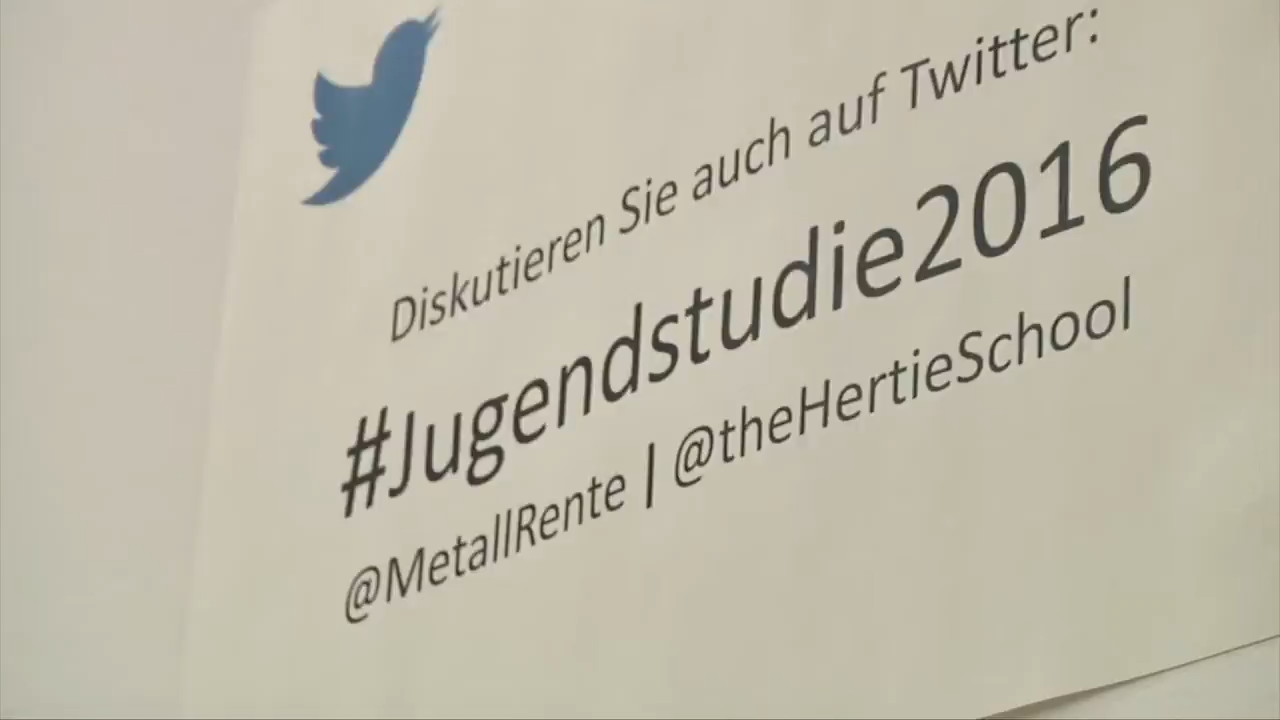 Diskutieren Sie auch auf Twitter:
#Jugendstudie2016
@MetallRente | @theHertieSchool